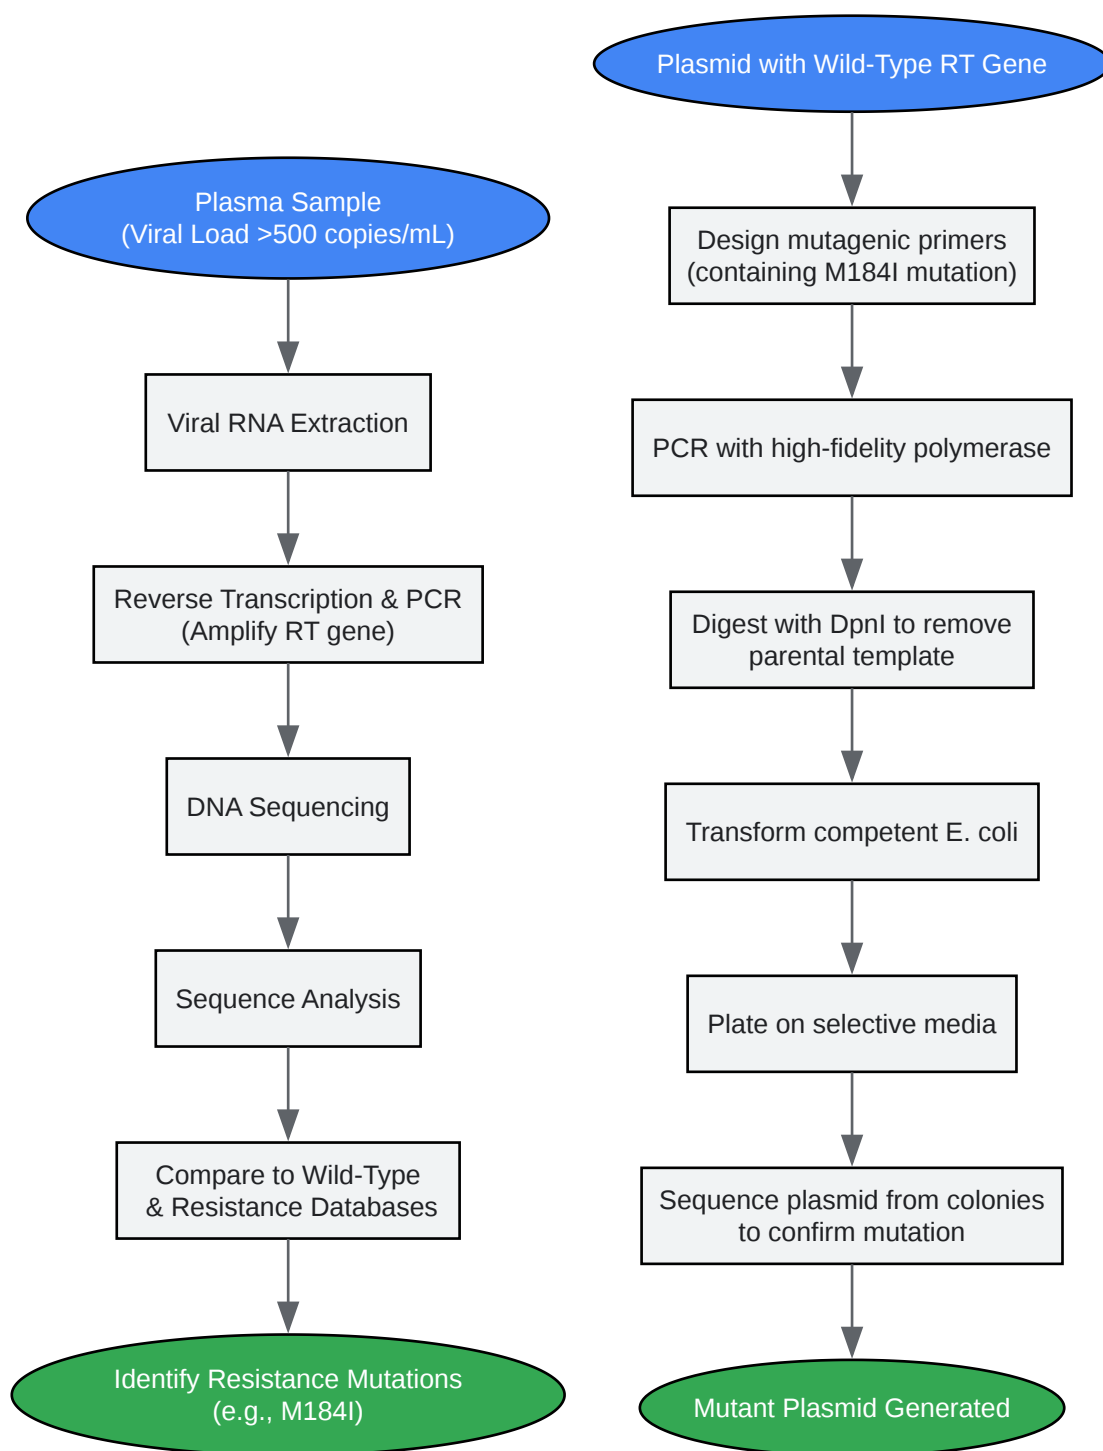 Plasma Sample
(Viral Load >500 copies/mL)
Viral RNA Extraction
Reverse Transcription & PCR
(Amplify RT gene)
DNA Sequencing
Sequence Analysis
Compare to Wild-Type
& Resistance Databases
Identify Resistance Mutations
(e.g., M184I)
Plasmid with Wild-Type RT Gene
Design mutagenic primers
(containing M184I mutation)
PCR with high-fidelity polymerase
Digest with DpnI to remove
parental template
Transform competent E. coli
Plate on selective media
Sequence plasmid from colonies
to confirm mutation
Mutant Plasmid Generated